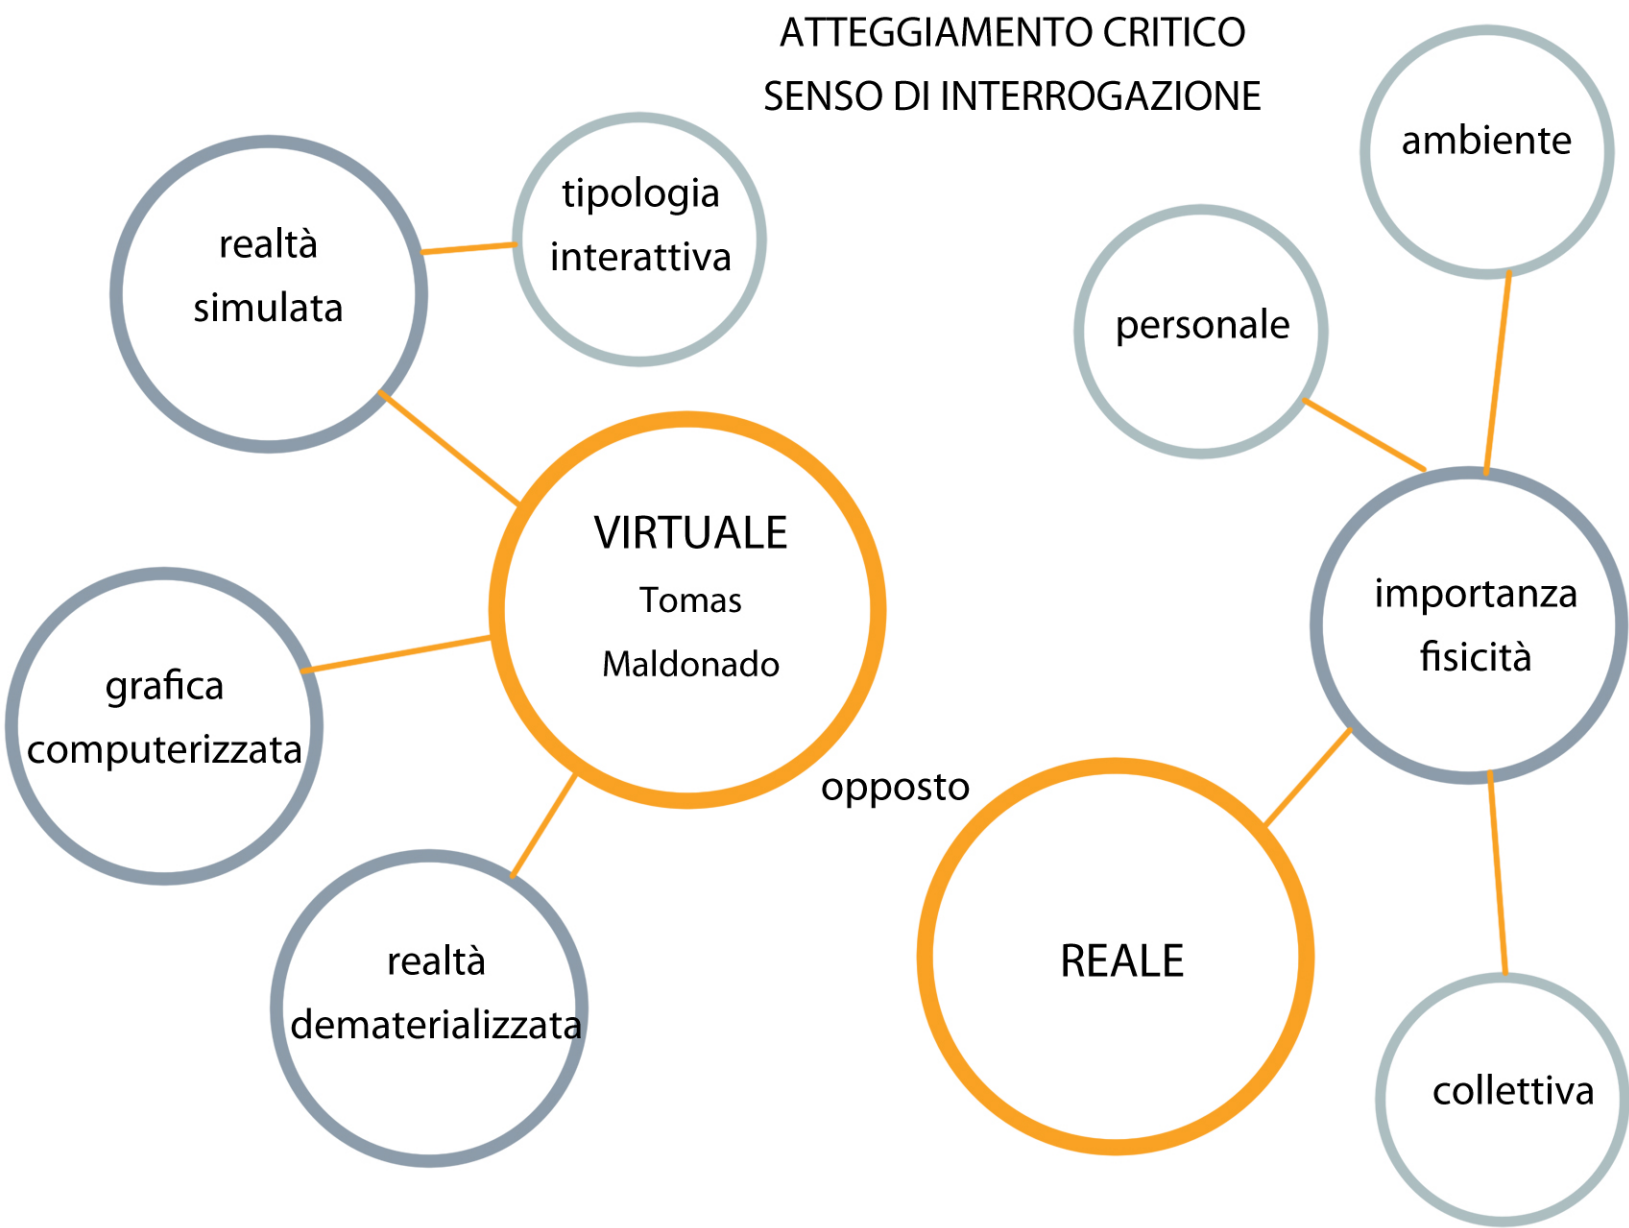 ATTEGGIAMENTO CRITICO
SENSO DI INTERROGAZIONE
realtà
simulata
tipologia
interattiva
VIRTUALE
Tomas
Maldonado
grafica
computerizzata
realtà
dematerializzata
opposto
REALE
importanza
fisicità
personale
ambiente
collettiva